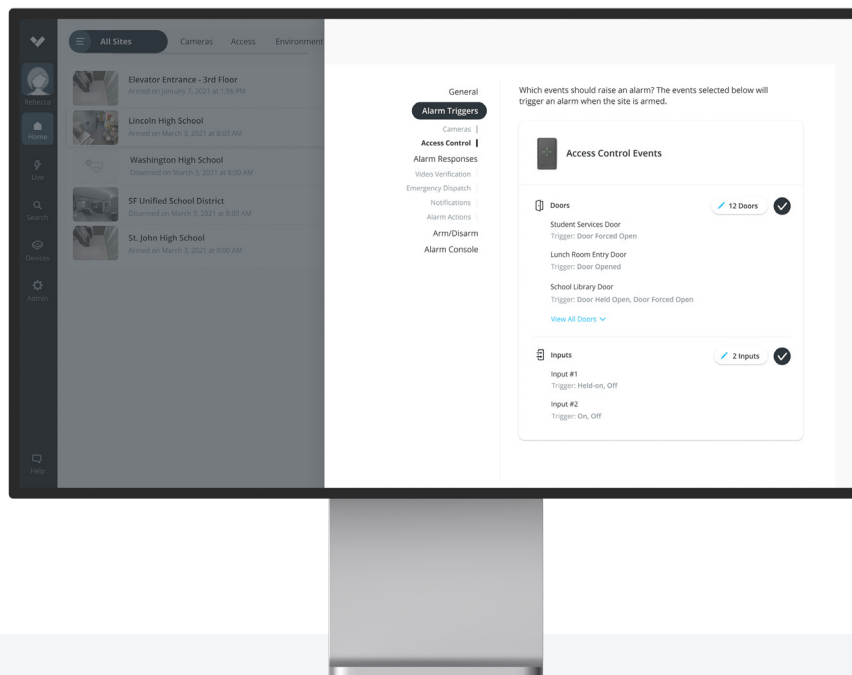 All Sites
Cameras
Access
Environment
Rebecca
Home
Live
Search
Devices
Admin
Help
Elevator Entrance - 3rd Floor
Armed on January 7, 2021 at 1:56 PM
Lincoln High School
Armed on March 3, 2021 at 8:03 AM
Washington High School
Disarmed on March 3, 2021 at 8:00 AM
SF Unified School District
Disarmed on March 3, 2021 at 8:00 AM
St. John High School
Armed on March 3, 2021 at 8:00 AM
General
Alarm Triggers
Cameras
Access Control
Alarm Responses
Video Verification
Emergency Dispatch
Notifications
Alarm Actions
Arm/Disarm
Alarm Console
Which events should raise an alarm? The events selected below will
trigger an alarm when the site is armed.
Access Control Events
Doors
12 Doors
Student Services Door
Trigger: Door Forced Open
Lunch Room Entry Door
Trigger: Door Opened
School Library Door
Trigger: Door Held Open, Door Forced Open
View All Doors
Inputs
2 Inputs
Input #1
Trigger: Held-on, Off
Input #2
Trigger: On, Off